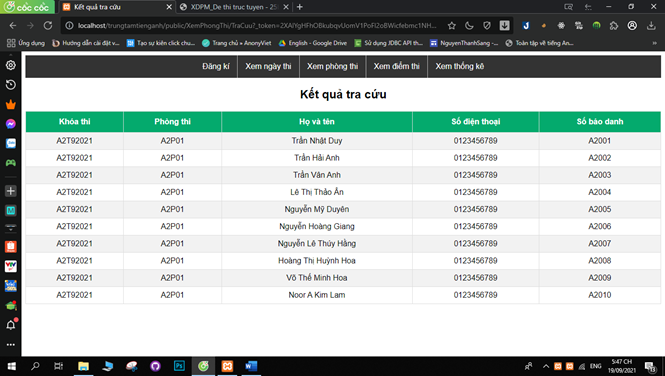 cốc cốc
Kết quả tra cứu
XDPM_De thi truc tuyen - 25
localhost/trungtamtienganh/public/XemPhongThi/TraCuu?_token=
Ứng dụng
Hướng dẫn cài đặt v...
Tạo sự kiện click chu...
Trang chủ • AnonyViet
English - Google Drive
Sử dụng JDBC API th...
NguyenThanhSang -...
Toán tập về tiếng An...
Đăng kí
Xem ngày thi
Xem phòng thi
Xem điểm thi
Xem thống kê
Kết quả tra cứu
Khóa thi Phòng thi Họ và tên Số điện thoại Số báo danh
A2T92021 A2P01 Trần Nhật Duy 0123456789 A2001
A2T92021 A2P01 Trần Hải Anh 0123456789 A2002
A2T92021 A2P01 Trần Vân Anh 0123456789 A2003
A2T92021 A2P01 Lê Thị Thảo Ân 0123456789 A2004
A2T92021 A2P01 Nguyễn Mỹ Duyên 0123456789 A2005
A2T92021 A2P01 Nguyễn Hoàng Giang 0123456789 A2006
A2T92021 A2P01 Nguyễn Lê Thúy Hằng 0123456789 A2007
A2T92021 A2P01 Hoàng Thị Huỳnh Hoa 0123456789 A2008
A2T92021 A2P01 Võ Thế Minh Hoa 0123456789 A2009
A2T92021 A2P01 Noor A Kim Lam 0123456789 A2010
ENG
5:47 CH
19/09/2021